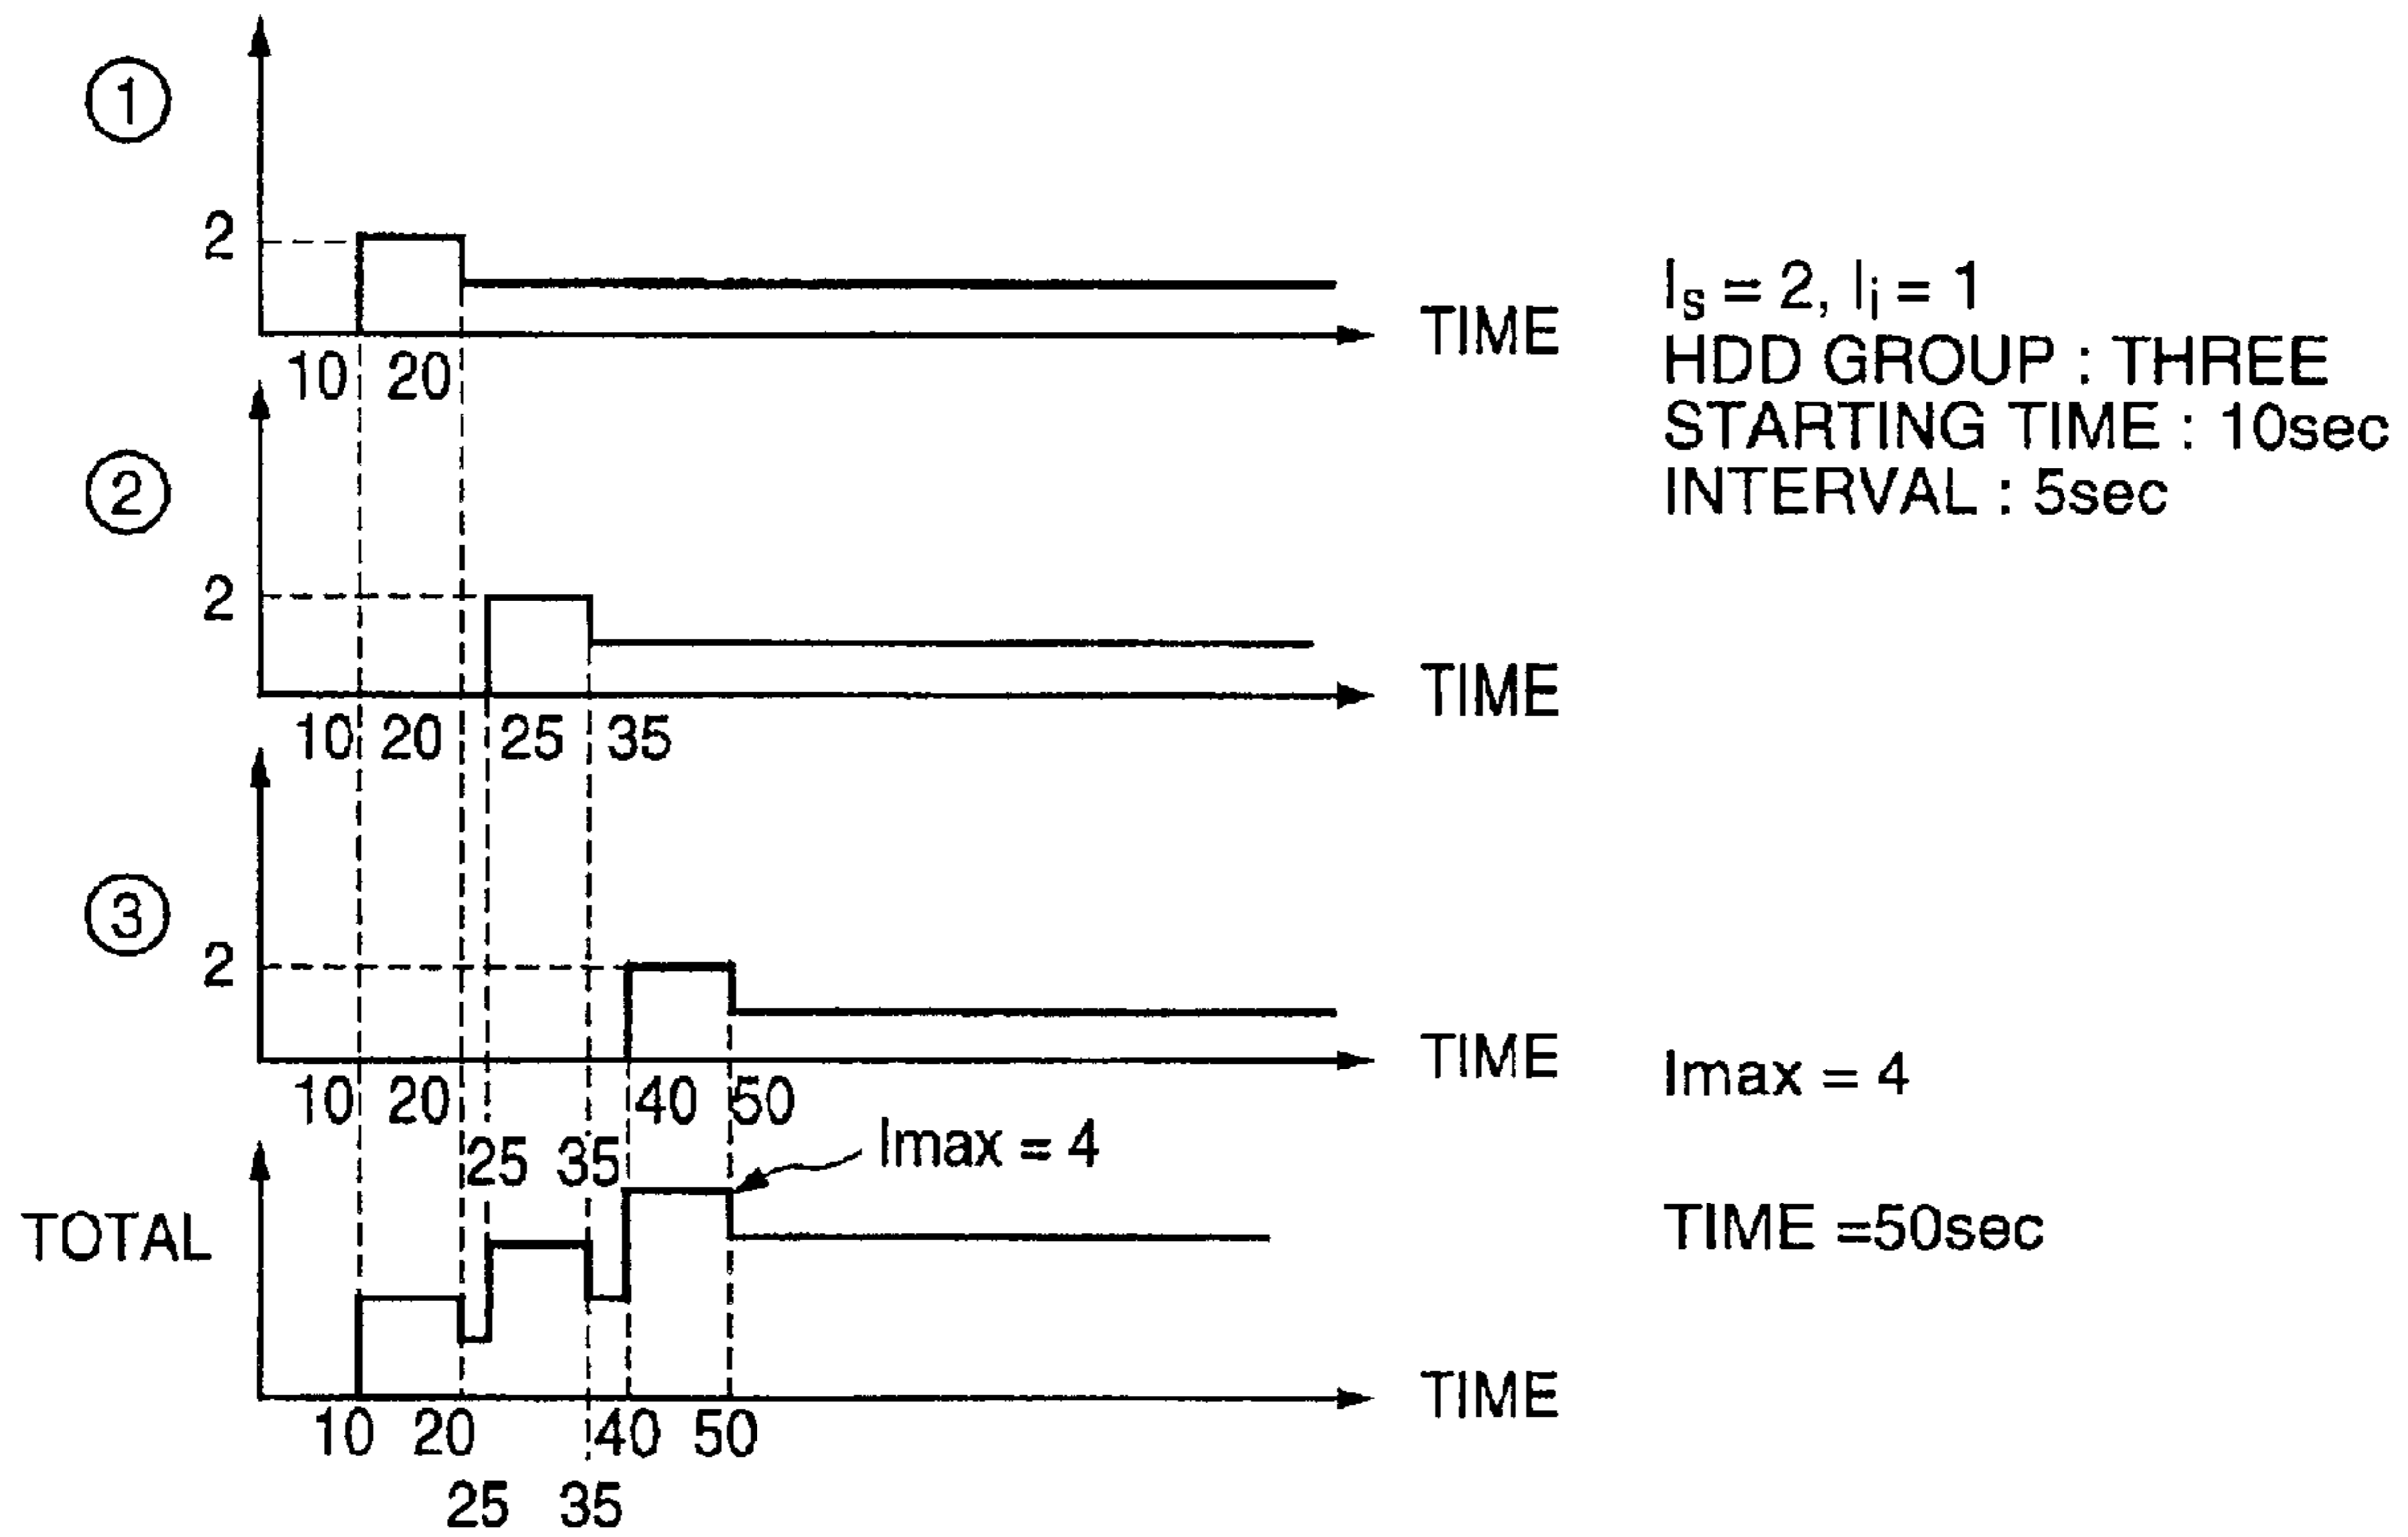 ①
2
TIME
10 20
Is = 2, Ii = 1
HDD GROUP : THREE
STARTING TIME : 10sec
INTERVAL : 5sec
②
2
TIME
10 20 25 35
③
2
TIME
10 20 40 50
25 35
Imax = 4
Imax = 4
TOTAL
TIME =50sec
TIME
10 20 40 50
25 35